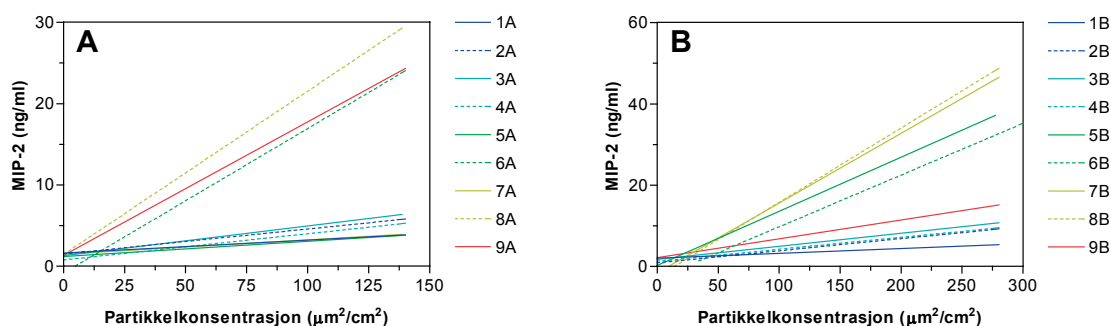 A
MIP-2 (ng/ml)
30
20
10
0
0 25 50 75 100 125 150
Partikkelkonsentrasjon (μm²/cm²)
1A
2A
3A
4A
5A
6A
7A
8A
9A
B
MIP-2 (ng/ml)
60
40
20
0
0 50 100 150 200 250 300
Partikkelkonsentrasjon (μm²/cm²)
1B
2B
3B
4B
5B
6B
7B
8B
9B